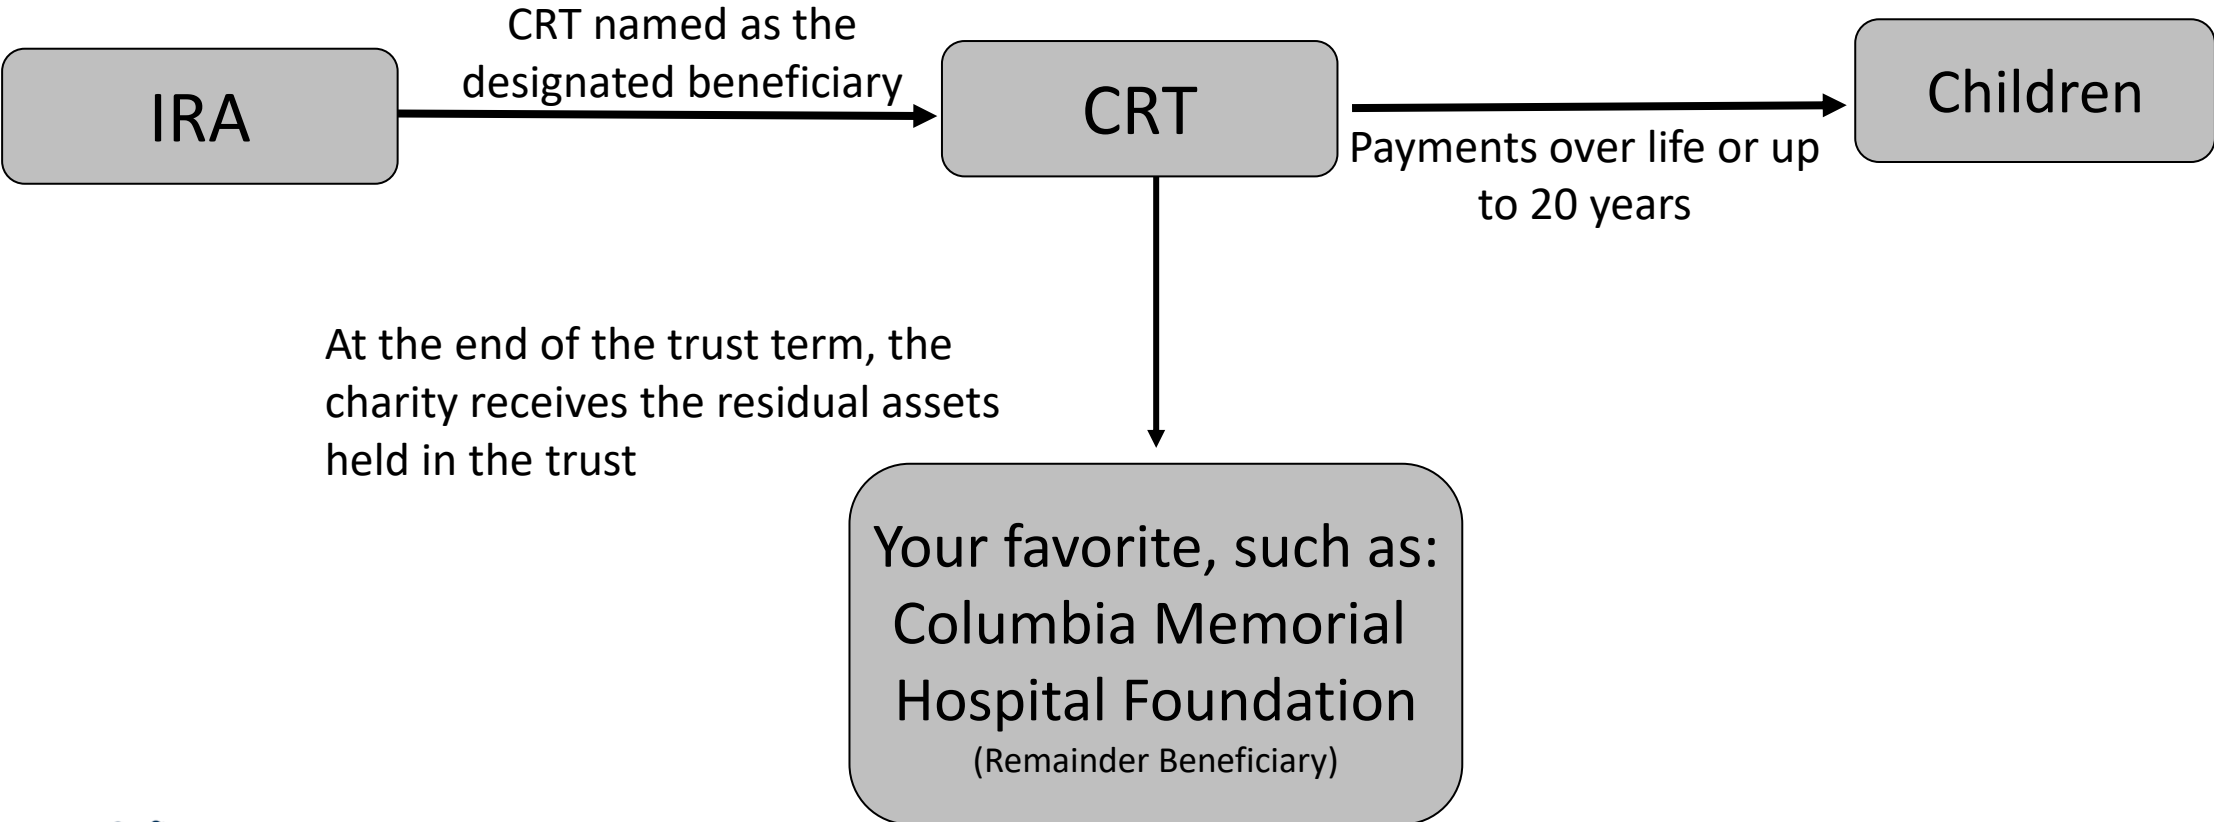 CRT named as the
designated beneficiary
IRA
CRT
Children
Payments over life or up
to 20 years
At the end of the trust term, the
charity receives the residual assets
held in the trust
Your favorite, such as:
Columbia Memorial
Hospital Foundation
(Remainder Beneficiary)